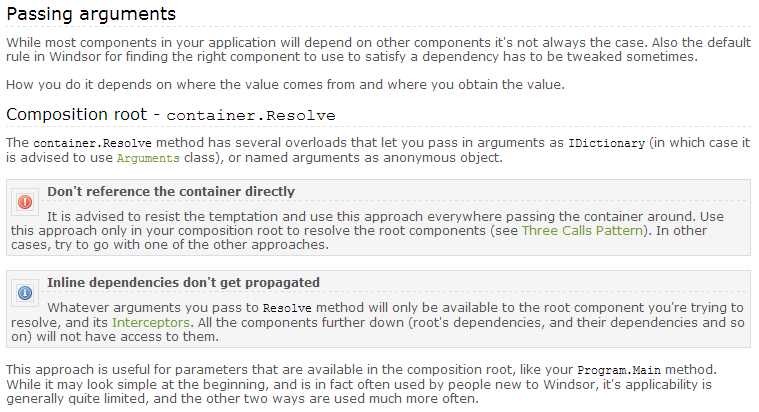 Passing arguments
While most components in your application will depend on other components it's not always the case. Also the default
rule in Windsor for finding the right component to use to satisfy a dependency has to be tweaked sometimes.
How you do it depends on where the value comes from and where you obtain the value.
Composition root - container.Resolve
The container.Resolve method has several overloads that let you pass in arguments as IDictionary (in which case it
is advised to use Arguments class), or named arguments as anonymous object.
Don't reference the container directly
It is advised to resist the temptation and use this approach everywhere passing the container around. Use
this approach only in your composition root to resolve the root components (see Three Calls Pattern). In other
cases, try to go with one of the other approaches.
Inline dependencies don't get propagated
Whatever arguments you pass to Resolve method will only be available to the root component you're trying to
resolve, and its Interceptors. All the components further down (root's dependencies, and their dependencies and so
on) will not have access to them.
This approach is useful for parameters that are available in the composition root, like your Program.Main method.
While it may look simple at the beginning, and is in fact often used by people new to Windsor, it's applicability is
generally quite limited, and the other two ways are used much more often.